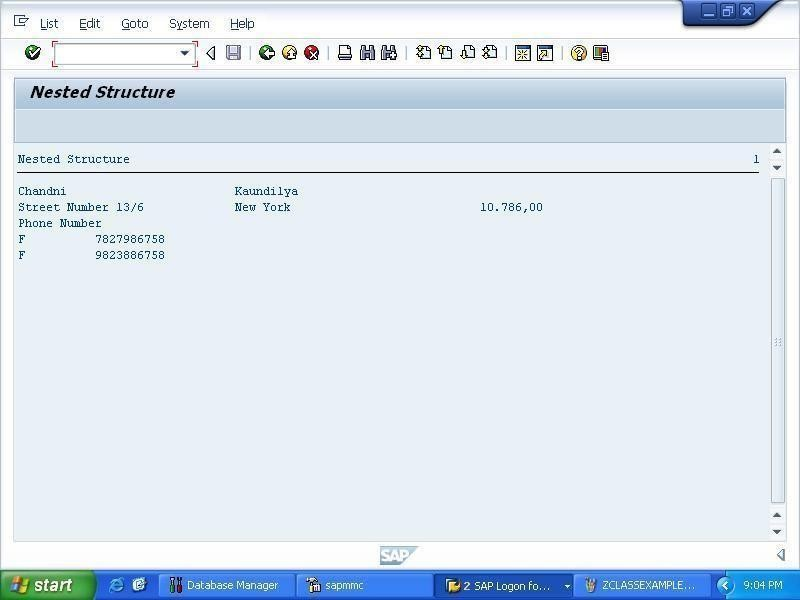 List Edit Goto System Help
Nested Structure
Nested Structure 1
Chandni Kaundilya
Street Number 13/6 New York 10.786,00
Phone Number
F 7827986758
F 9823886758
SAP
start Database Manager sapmmc 2 SAP Logon fo... ZCLASSEXAMPLE... 9:04 PM